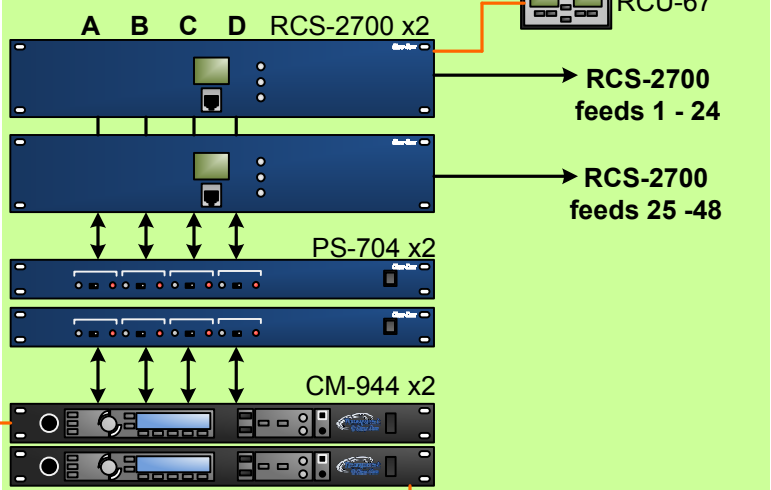 RCU-67
A B C D RCS-2700 x2
RCS-2700
feeds 1 - 24
RCS-2700
feeds 25 -48
PS-704 x2
CM-944 x2